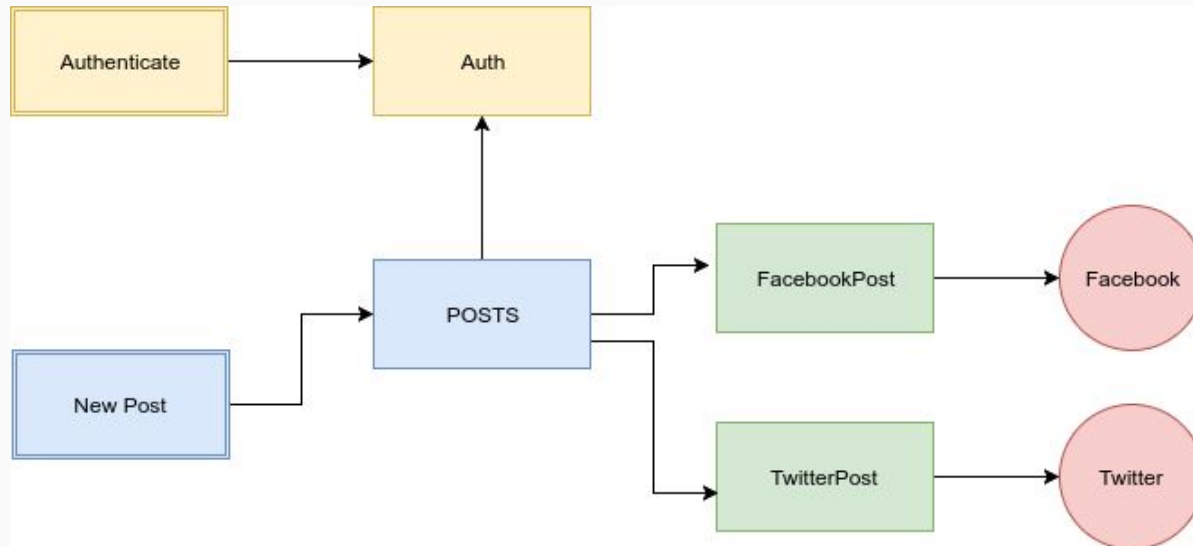 Authenticate
Auth
POSTS
FacebookPost
Facebook
New Post
TwitterPost
Twitter